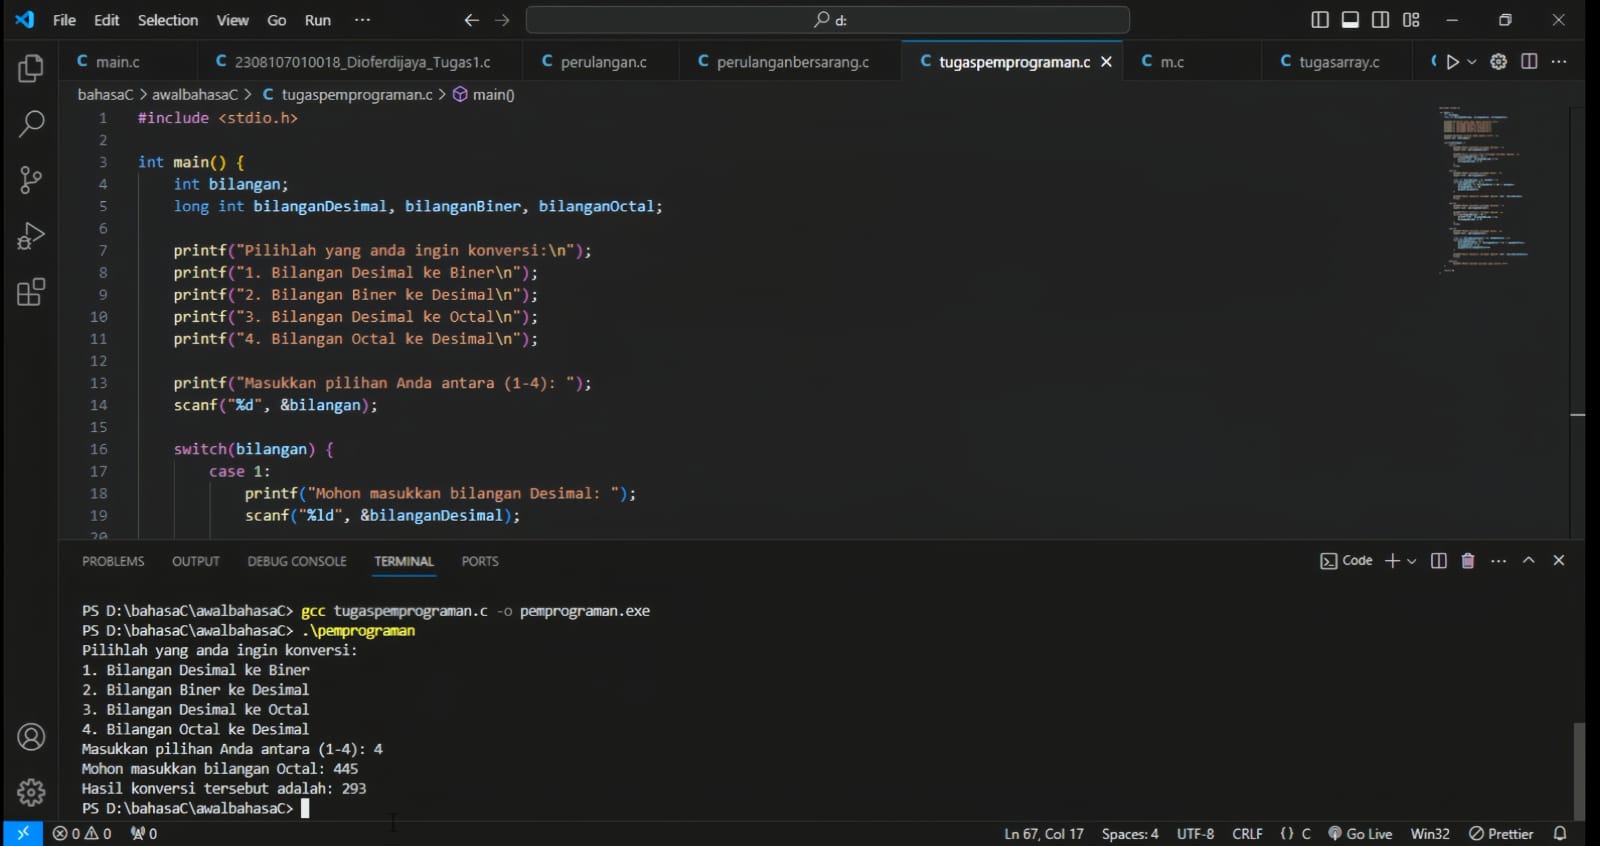 File Edit Selection View Go Run ··· d:
main.c 2308107010018_Dioferdijaya_Tugas1.c perulangan.c perulanganbersarang.c tugaspemprograman.c m.c tugasarray.c
bahasaC > awalbahasaC > C tugaspemprograman.c > main()
1 #include <stdio.h>
2
3 int main() {
4 int bilangan;
5 long int bilanganDesimal, bilanganBiner, bilanganOctal;
6
7 printf("Pilihlah yang anda ingin konversi:\n");
8 printf("1. Bilangan Desimal ke Biner\n");
9 printf("2. Bilangan Biner ke Desimal\n");
10 printf("3. Bilangan Desimal ke Octal\n");
11 printf("4. Bilangan Octal ke Desimal\n");
12
13 printf("Masukkan pilihan Anda antara (1-4): ");
14 scanf("%d", &bilangan);
15
16 switch(bilangan) {
17 case 1:
18 printf("Mohon masukkan bilangan Desimal: ");
19 scanf("%ld", &bilanganDesimal);
20
PROBLEMS OUTPUT DEBUG CONSOLE TERMINAL PORTS Code
PS D:\bahasaC\awalbahasaC> gcc tugaspemprograman.c -o pemprograman.exe
PS D:\bahasaC\awalbahasaC> .\pemprograman
Pilihlah yang anda ingin konversi:
1. Bilangan Desimal ke Biner
2. Bilangan Biner ke Desimal
3. Bilangan Desimal ke Octal
4. Bilangan Octal ke Desimal
Masukkan pilihan Anda antara (1-4): 4
Mohon masukkan bilangan Octal: 445
Hasil konversi tersebut adalah: 293
PS D:\bahasaC\awalbahasaC>
0 0 0 Ln 67, Col 17 Spaces: 4 UTF-8 CRLF {} C Go Live Win32 Prettier